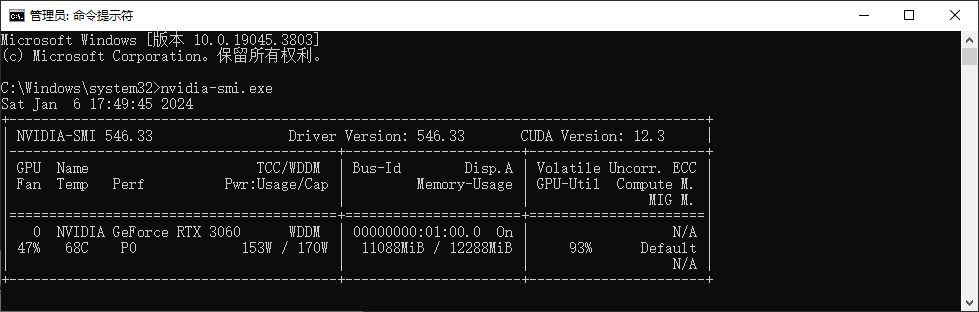 管理员: 命令提示符
Microsoft Windows [版本 10.0.19045.3803]
(c) Microsoft Corporation。保留所有权利。
C:\Windows\system32>nvidia-smi.exe
Sat Jan  6 17:49:45 2024
+---------------------------------------------------------------------------------------+
| NVIDIA-SMI 546.33                 Driver Version: 546.33       CUDA Version: 12.3     |
|-----------------------------------------+----------------------+----------------------+
| GPU  Name                     TCC/WDDM  | Bus-Id        Disp.A | Volatile Uncorr. ECC |
| Fan  Temp   Perf          Pwr:Usage/Cap |         Memory-Usage | GPU-Util  Compute M. |
|                                         |                      |               MIG M. |
|=========================================+======================+======================|
|   0  NVIDIA GeForce RTX 3060      WDDM  | 00000000:01:00.0  On |                  N/A |
| 47%   68C    P0             153W / 170W |  11088MiB / 12288MiB |     93%      Default |
|                                         |                      |                  N/A |
+-----------------------------------------+----------------------+----------------------+